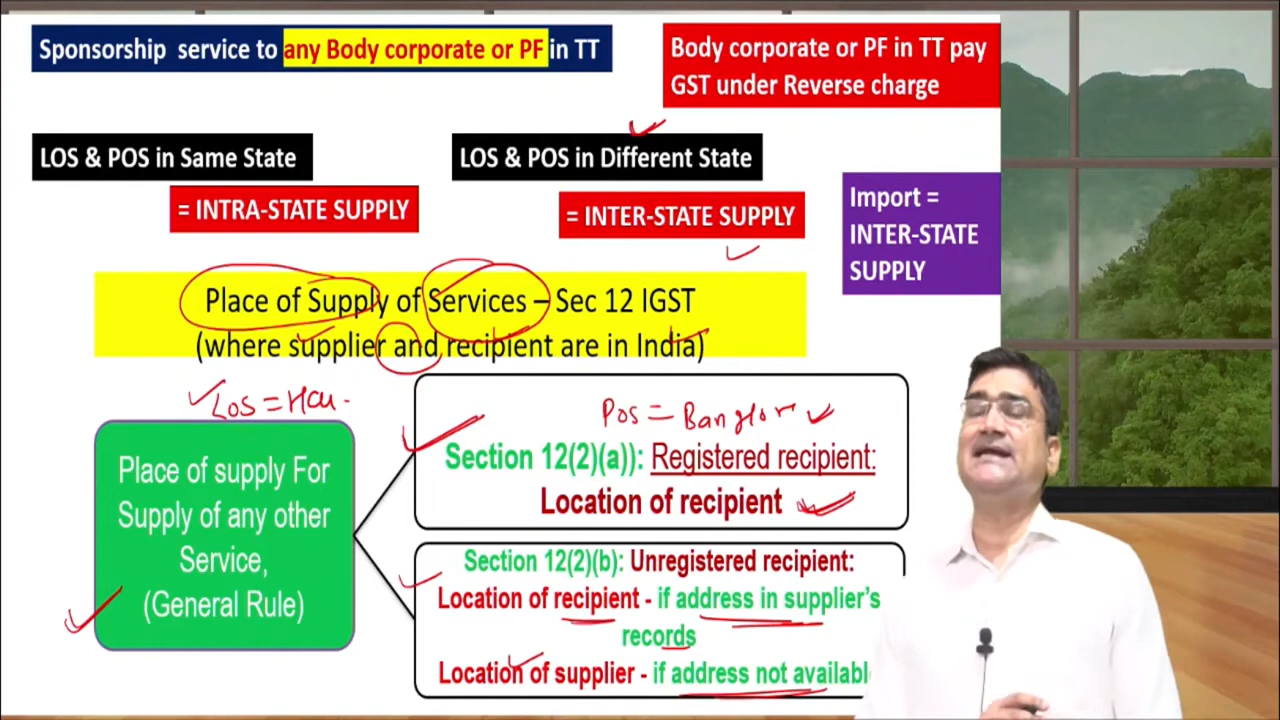 Sponsorship service to any Body corporate or PF in TT
Body corporate or PF in TT pay
GST under Reverse charge
LOS & POS in Same State
LOS & POS in Different State
= INTRA-STATE SUPPLY
= INTER-STATE SUPPLY
Import =
INTER-STATE
SUPPLY
Place of Supply of Services – Sec 12 IGST
(where supplier and recipient are in India)
LOS =
POS = Banglor
Place of supply For
Supply of any other
Service,
(General Rule)
Section 12(2)(a)): Registered recipient:
Location of recipient
Section 12(2)(b): Unregistered recipient:
Location of recipient - if address in supplier's
records
Location of supplier - if address not availabl